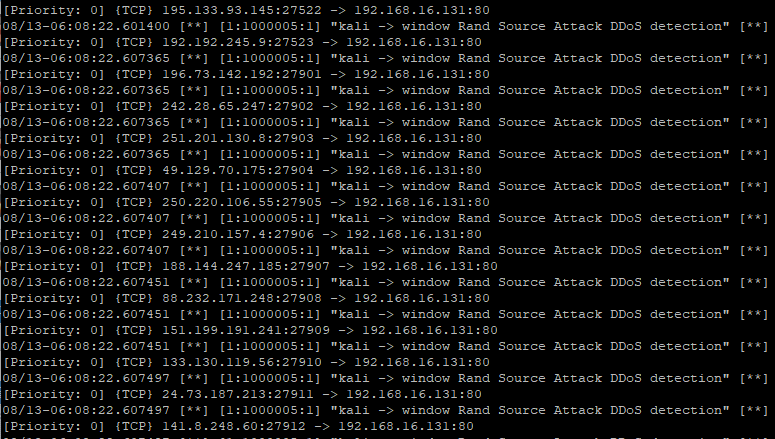 [Priority: 0] {TCP} 195.133.93.145:27522 -> 192.168.16.131:80
08/13-06:08:22.601400 [**] [1:1000005:1] "kali -> window Rand Source Attack DDoS detection" [**]
[Priority: 0] {TCP} 192.192.245.9:27523 -> 192.168.16.131:80
08/13-06:08:22.607365 [**] [1:1000005:1] "kali -> window Rand Source Attack DDoS detection" [**]
[Priority: 0] {TCP} 196.73.142.192:27901 -> 192.168.16.131:80
08/13-06:08:22.607365 [**] [1:1000005:1] "kali -> window Rand Source Attack DDoS detection" [**]
[Priority: 0] {TCP} 242.28.65.247:27902 -> 192.168.16.131:80
08/13-06:08:22.607365 [**] [1:1000005:1] "kali -> window Rand Source Attack DDoS detection" [**]
[Priority: 0] {TCP} 251.201.130.8:27903 -> 192.168.16.131:80
08/13-06:08:22.607365 [**] [1:1000005:1] "kali -> window Rand Source Attack DDoS detection" [**]
[Priority: 0] {TCP} 49.129.70.175:27904 -> 192.168.16.131:80
08/13-06:08:22.607407 [**] [1:1000005:1] "kali -> window Rand Source Attack DDoS detection" [**]
[Priority: 0] {TCP} 250.220.106.55:27905 -> 192.168.16.131:80
08/13-06:08:22.607407 [**] [1:1000005:1] "kali -> window Rand Source Attack DDoS detection" [**]
[Priority: 0] {TCP} 249.210.157.4:27906 -> 192.168.16.131:80
08/13-06:08:22.607407 [**] [1:1000005:1] "kali -> window Rand Source Attack DDoS detection" [**]
[Priority: 0] {TCP} 188.144.247.185:27907 -> 192.168.16.131:80
08/13-06:08:22.607451 [**] [1:1000005:1] "kali -> window Rand Source Attack DDoS detection" [**]
[Priority: 0] {TCP} 88.232.171.248:27908 -> 192.168.16.131:80
08/13-06:08:22.607451 [**] [1:1000005:1] "kali -> window Rand Source Attack DDoS detection" [**]
[Priority: 0] {TCP} 151.199.191.241:27909 -> 192.168.16.131:80
08/13-06:08:22.607451 [**] [1:1000005:1] "kali -> window Rand Source Attack DDoS detection" [**]
[Priority: 0] {TCP} 133.130.119.56:27910 -> 192.168.16.131:80
08/13-06:08:22.607497 [**] [1:1000005:1] "kali -> window Rand Source Attack DDoS detection" [**]
[Priority: 0] {TCP} 24.73.187.213:27911 -> 192.168.16.131:80
08/13-06:08:22.607497 [**] [1:1000005:1] "kali -> window Rand Source Attack DDoS detection" [**]
[Priority: 0] {TCP} 141.8.248.60:27912 -> 192.168.16.131:80